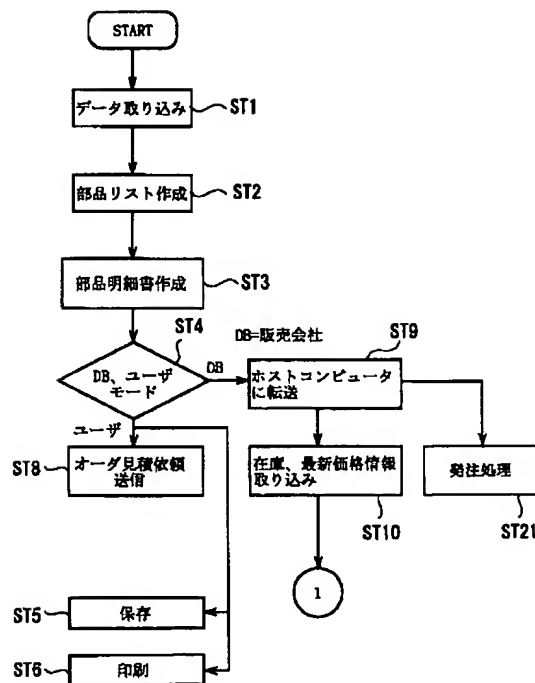 START
データ取り込み
ST1
部品リスト作成
ST2
部品明細書作成
ST3
ST4
DB=販売会社
ST9
DB、ユーザ
モード
DB
ホストコンピュータ
に転送
ユーザ
ST8
オーダ見積依頼
送信
在庫、最新価格情報
取り込み
発注処理
ST10
ST21
1
ST5
保存
ST6
印刷